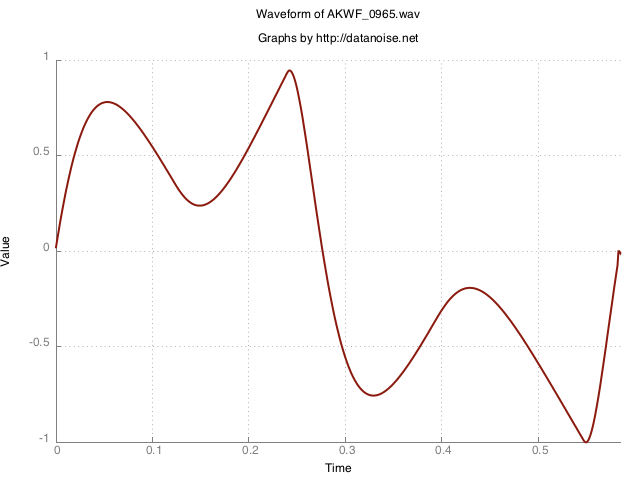 Waveform of AKWF_0965.wav
Graphs by http://datanoise.net
1
0.5
0
-0.5
-1
Value
0 0.1 0.2 0.3 0.4 0.5
Time